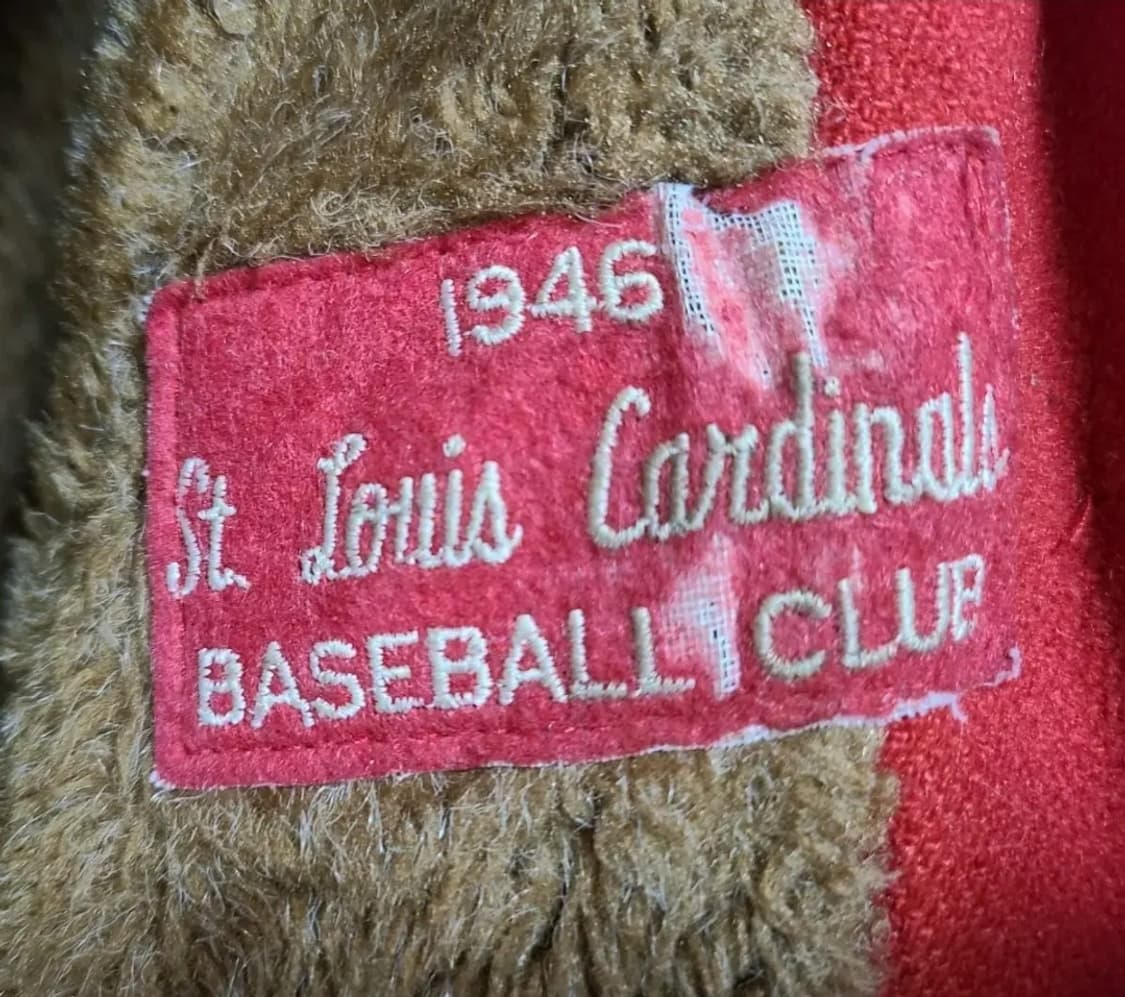 1946
St. Louis Cardinals
BASEBALL CLUB